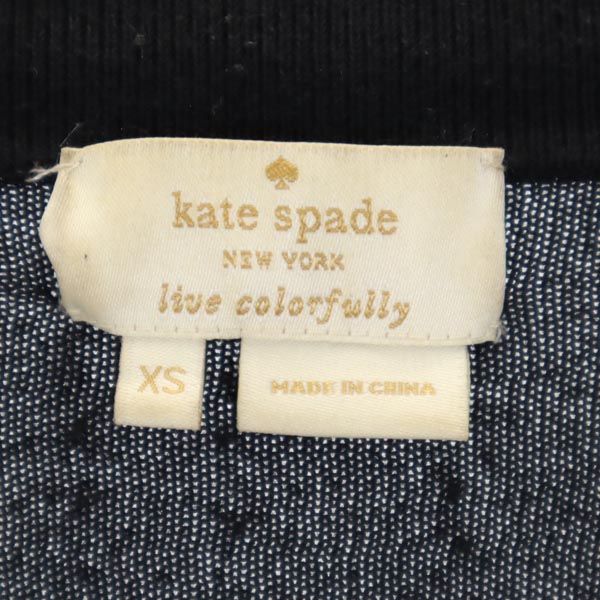 kate spade
NEW YORK
live colorfully
XS
MADE IN CHINA